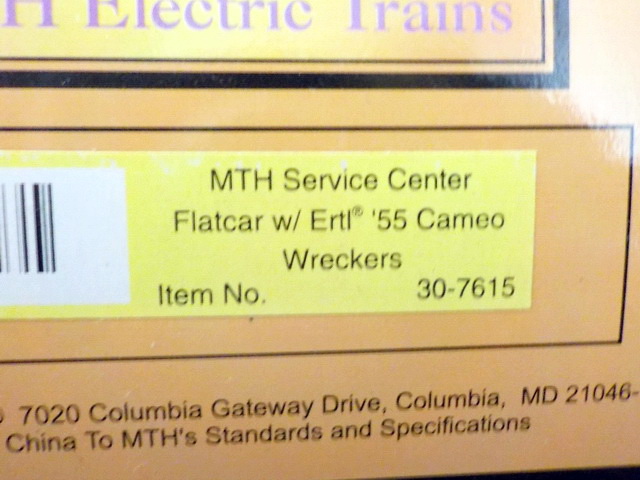 H Electric Trains
MTH Service Center
Flatcar w/ Ertl® '55 Cameo
Wreckers
Item No. 30-7615
7020 Columbia Gateway Drive, Columbia, MD 21046-
China To MTH's Standards and Specifications